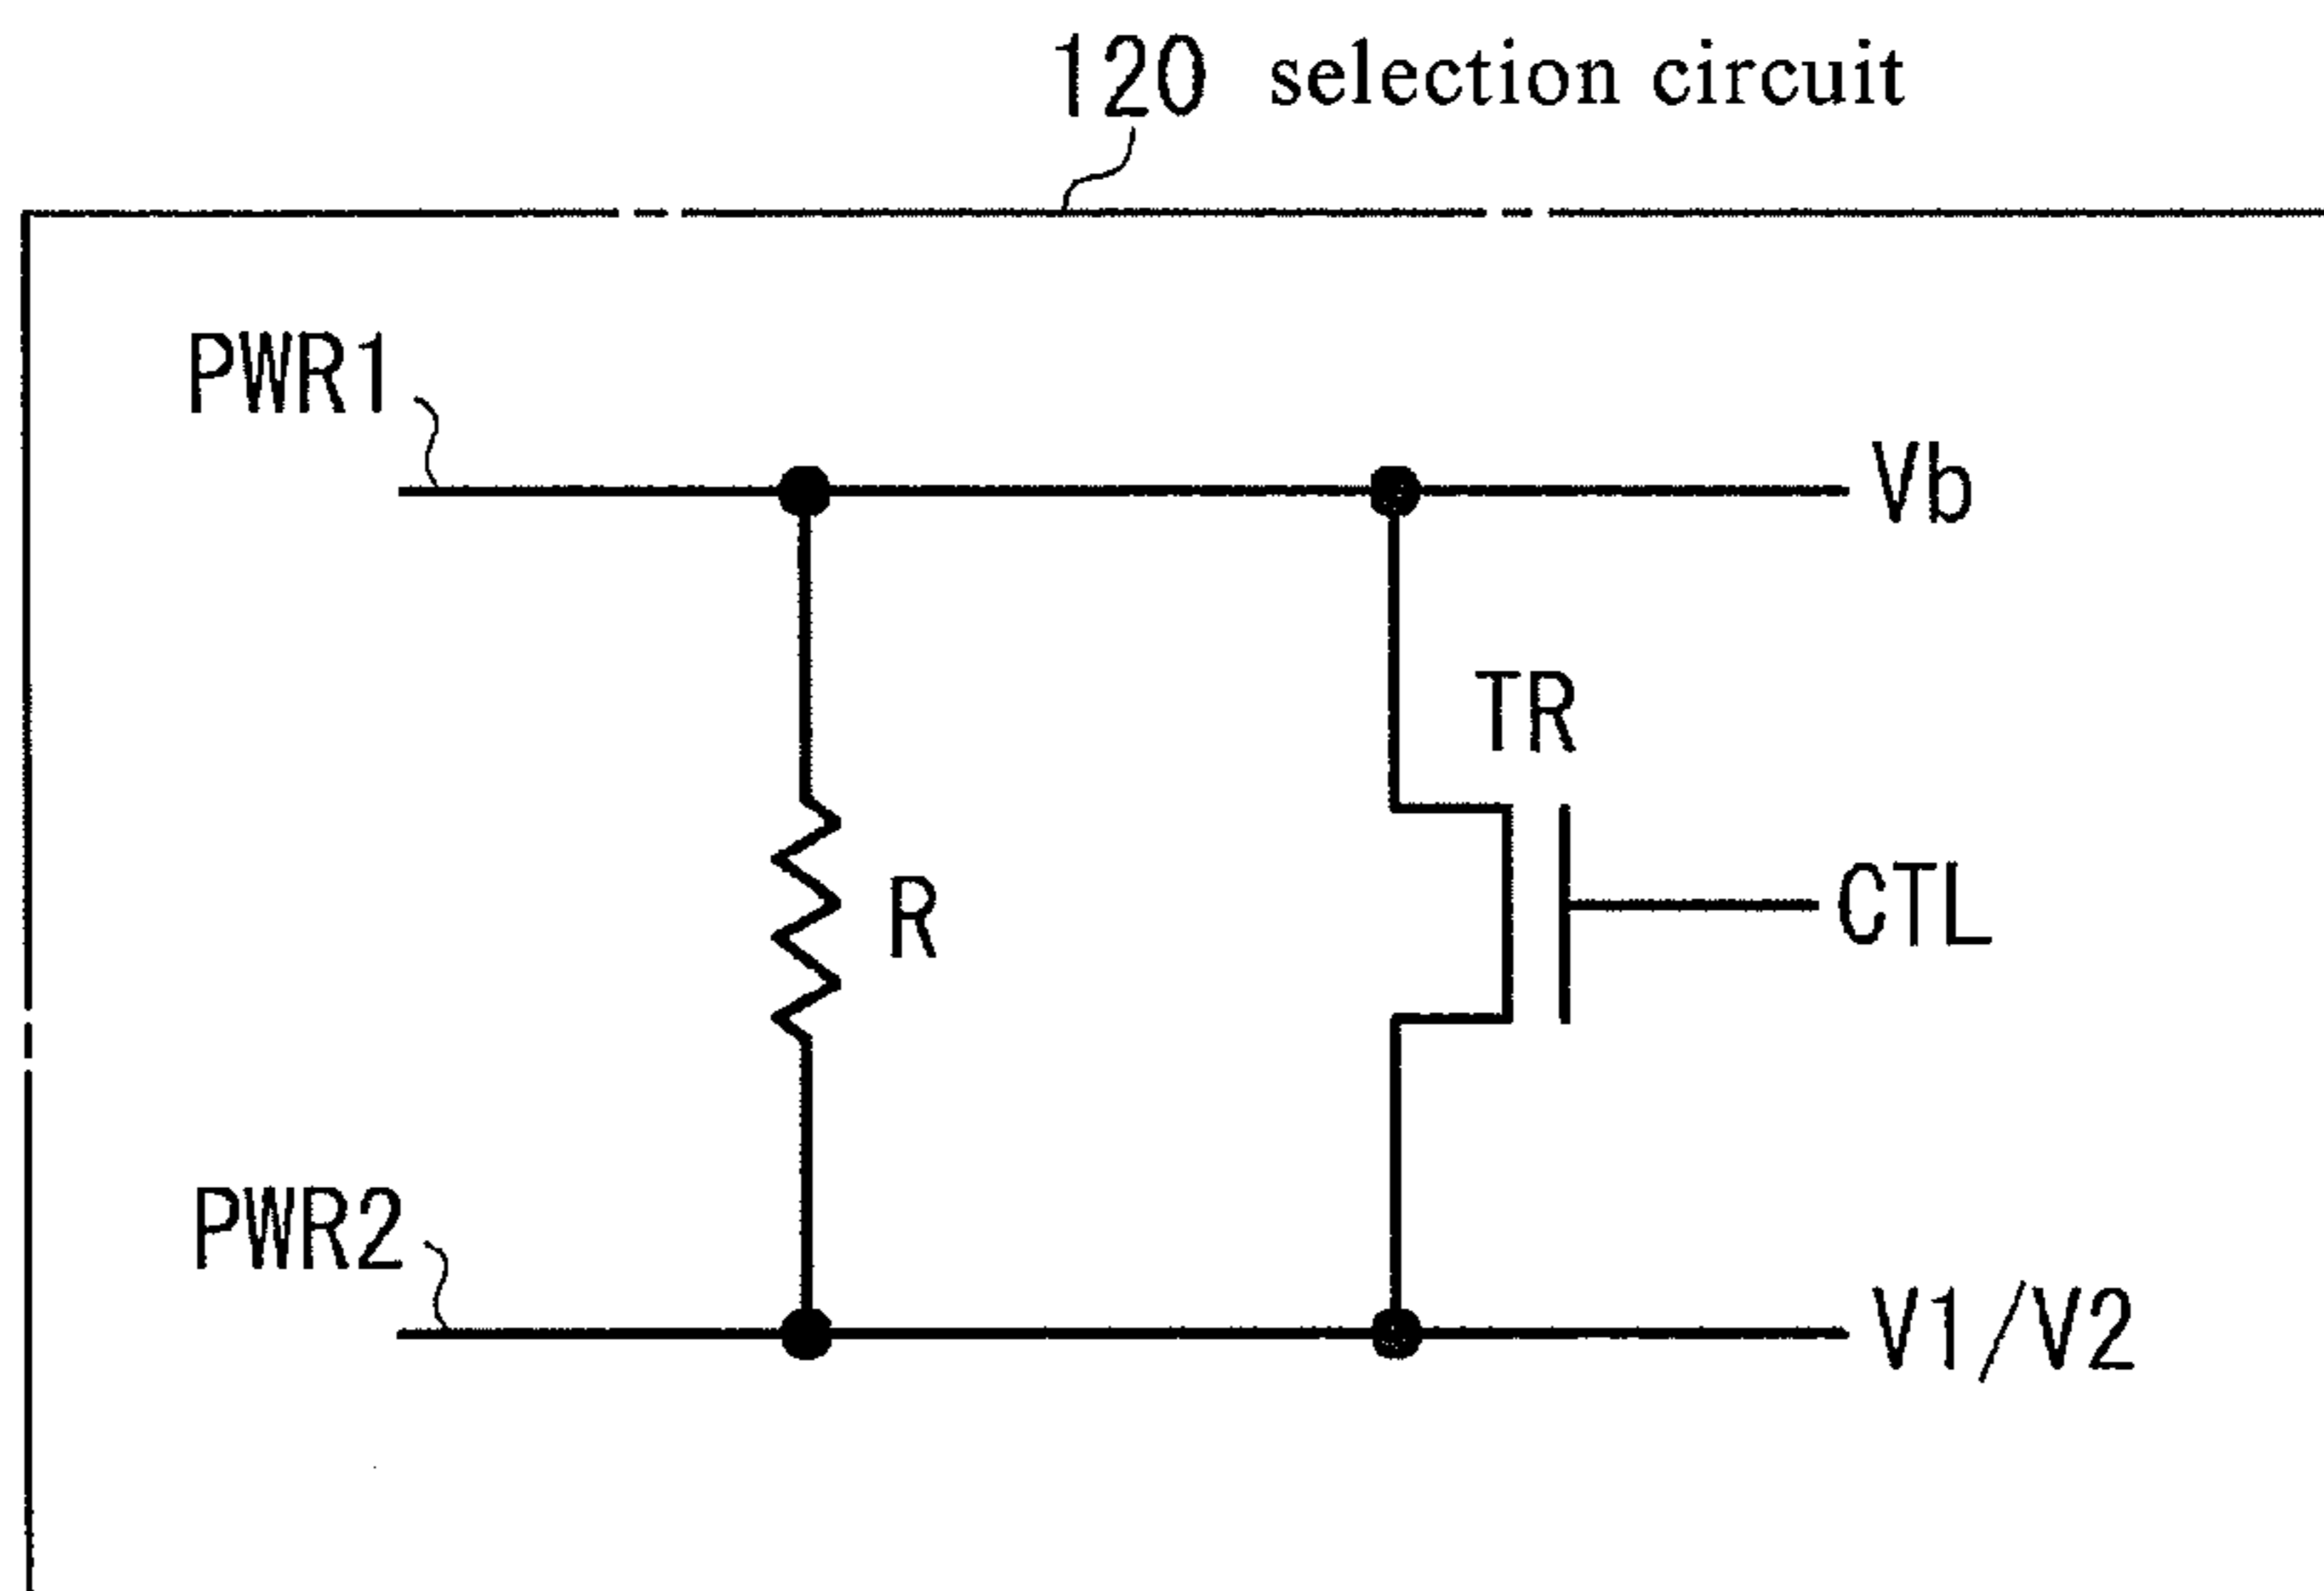 120 selection circuit
PWR1
Vb
TR
R
CTL
PWR2
V1/V2